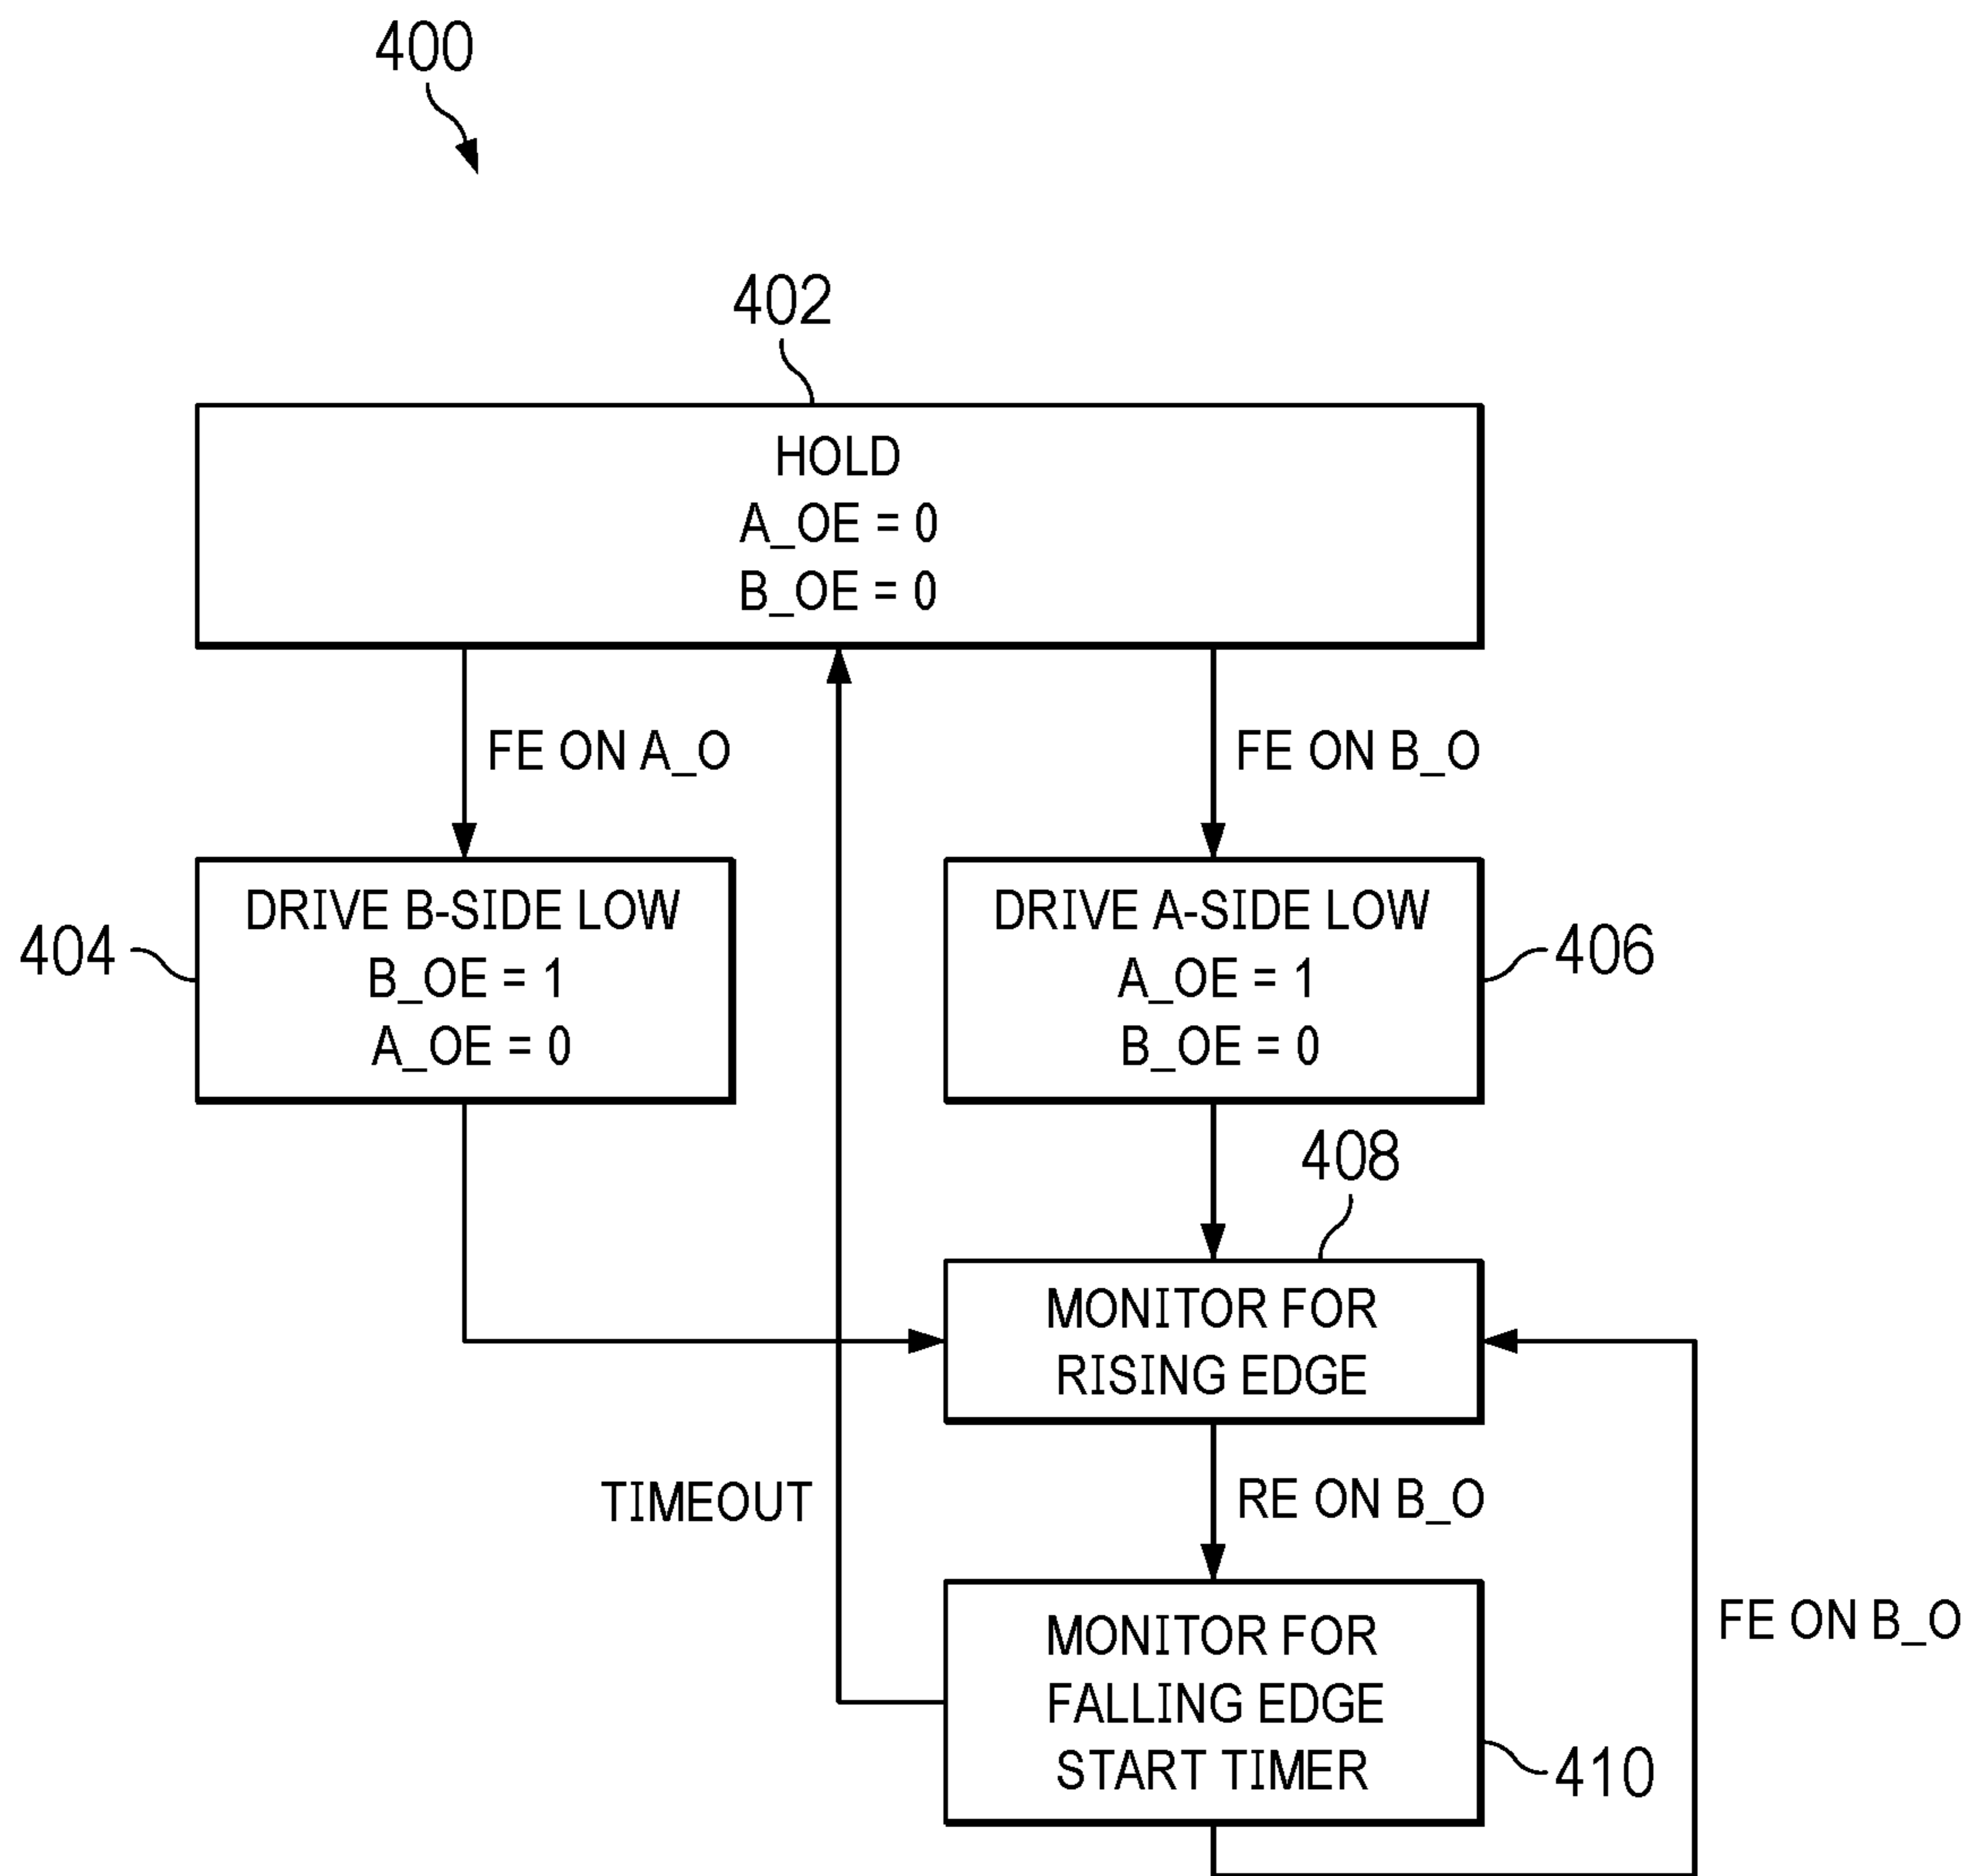 400
402
HOLD
A_OE = 0
B_OE = 0
FE ON A_O
FE ON B_O
404
DRIVE B-SIDE LOW
B_OE = 1
A_OE = 0
DRIVE A-SIDE LOW
A_OE = 1
B_OE = 0
406
408
MONITOR FOR
RISING EDGE
TIMEOUT
RE ON B_O
FE ON B_O
MONITOR FOR
FALLING EDGE
START TIMER
410